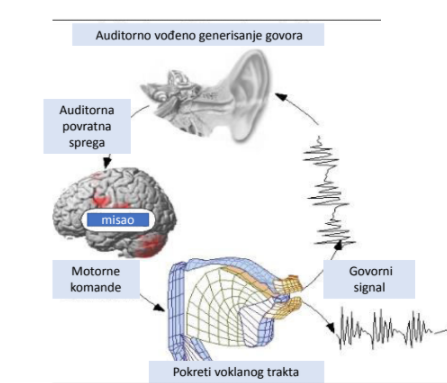 Auditorno vođeno generisanje govora
Auditorna
povratna
sprega
misao
Motorne
komande
Govorni
signal
Pokreti voklanog trakta